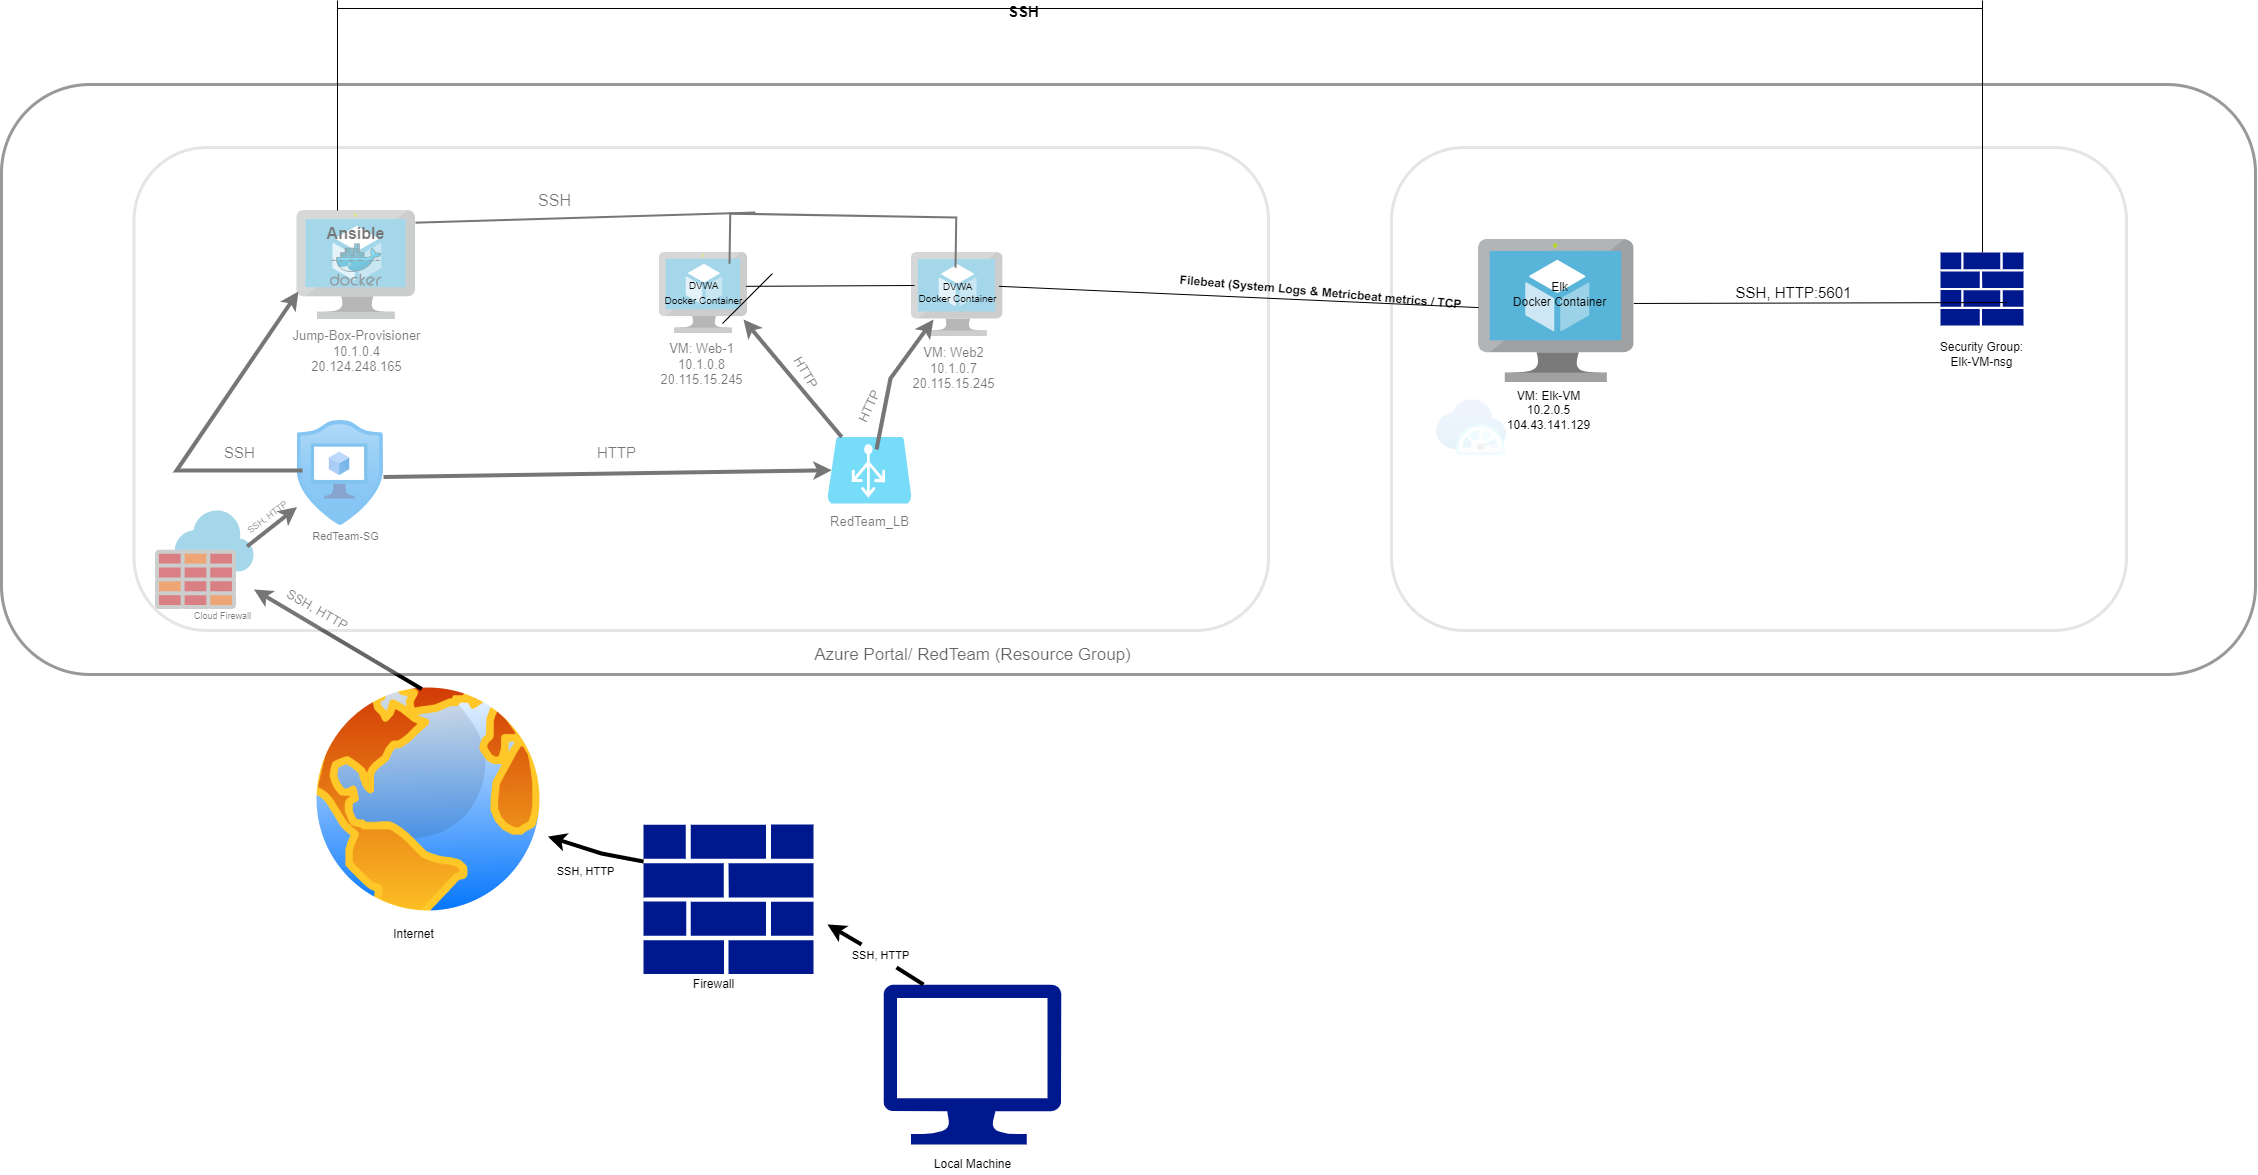 SSH
SSH
Ansible
docker
Jump-Box-Provisioner
10.1.0.4
20.124.248.165
DVWA
Docker Container
VM: Web-1
10.1.0.8
20.115.15.245
DVWA
Docker Container
VM: Web2
10.1.0.7
20.115.15.245
Filebeat (System Logs & Metricbeat metrics / TCP
Elk
Docker Container
VM: Elk-VM
10.2.0.5
104.43.141.129
SSH, HTTP:5601
Security Group:
Elk-VM-nsg
HTTP
HTTP
SSH
HTTP
RedTeam-SG
RedTeam_LB
SSH, HTTP
Cloud Firewall
SSH, HTTP
Azure Portal/ RedTeam (Resource Group)
Internet
SSH, HTTP
Firewall
SSH, HTTP
Local Machine